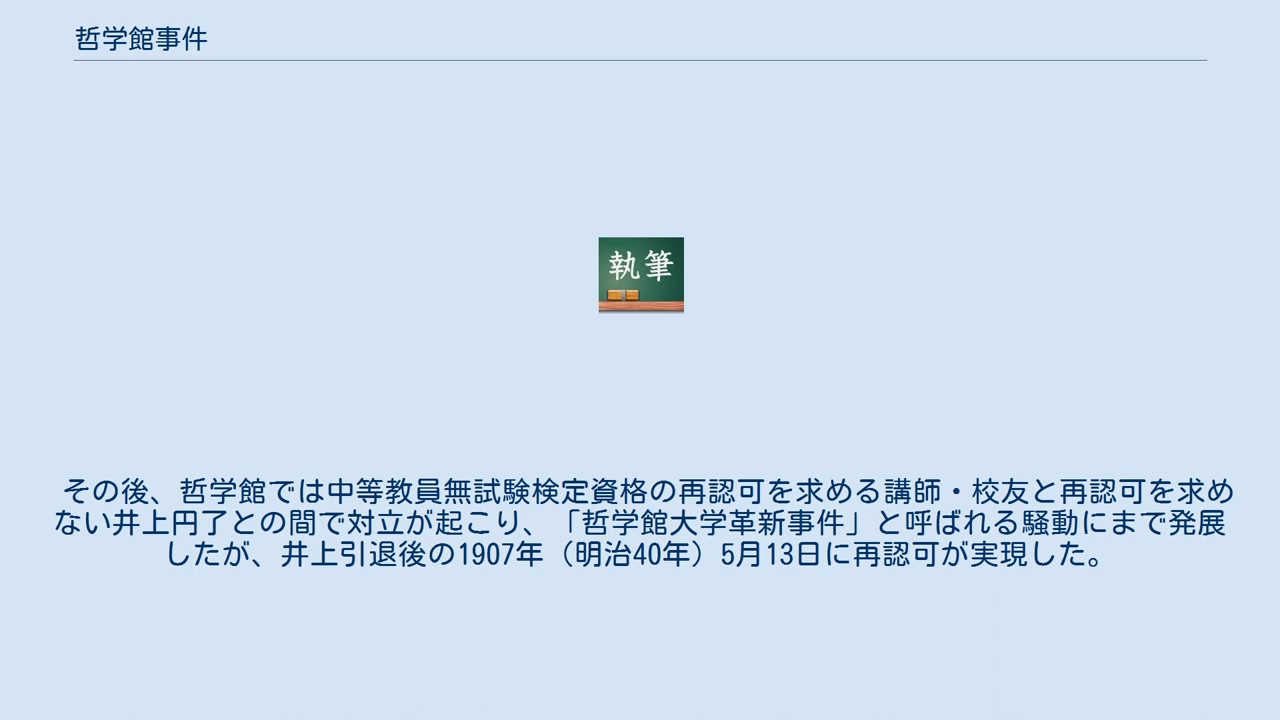 哲学館事件
執筆
その後、哲学館では中等教員無試験検定資格の再認可を求める講師・校友と再認可を求め
ない井上円了との間で対立が起こり、「哲学館大学革新事件」と呼ばれる騒動にまで発展
したが、井上引退後の1907年（明治40年）5月13日に再認可が実現した。